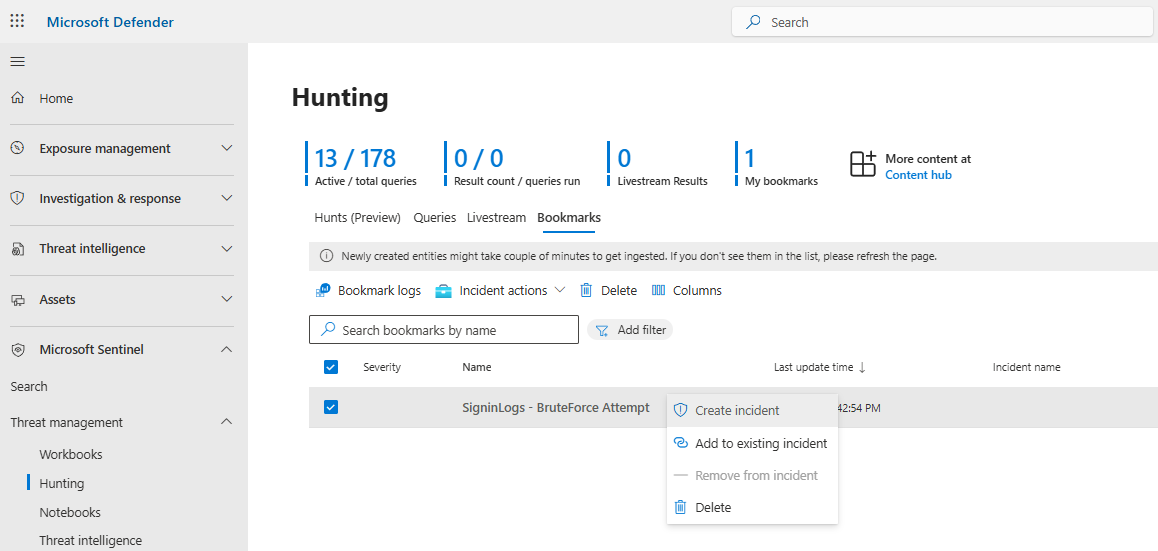 Microsoft Defender
Search
Home
Exposure management
Investigation & response
Threat intelligence
Assets
Microsoft Sentinel
Search
Threat management
Workbooks
Hunting
Notebooks
Threat intelligence
Hunting
13 / 178
Active / total queries
0 / 0
Result count / queries run
0
Livestream Results
1
My bookmarks
More content at
Content hub
Hunts (Preview) Queries Livestream Bookmarks
Newly created entities might take couple of minutes to get ingested. If you don't see them in the list, please refresh the page.
Bookmark logs Incident actions Delete Columns
Search bookmarks by name Add filter
Severity Name Last update time ↓ Incident name
SigninLogs - BruteForce Attempt 42:54 PM
Create incident
Add to existing incident
Remove from incident
Delete